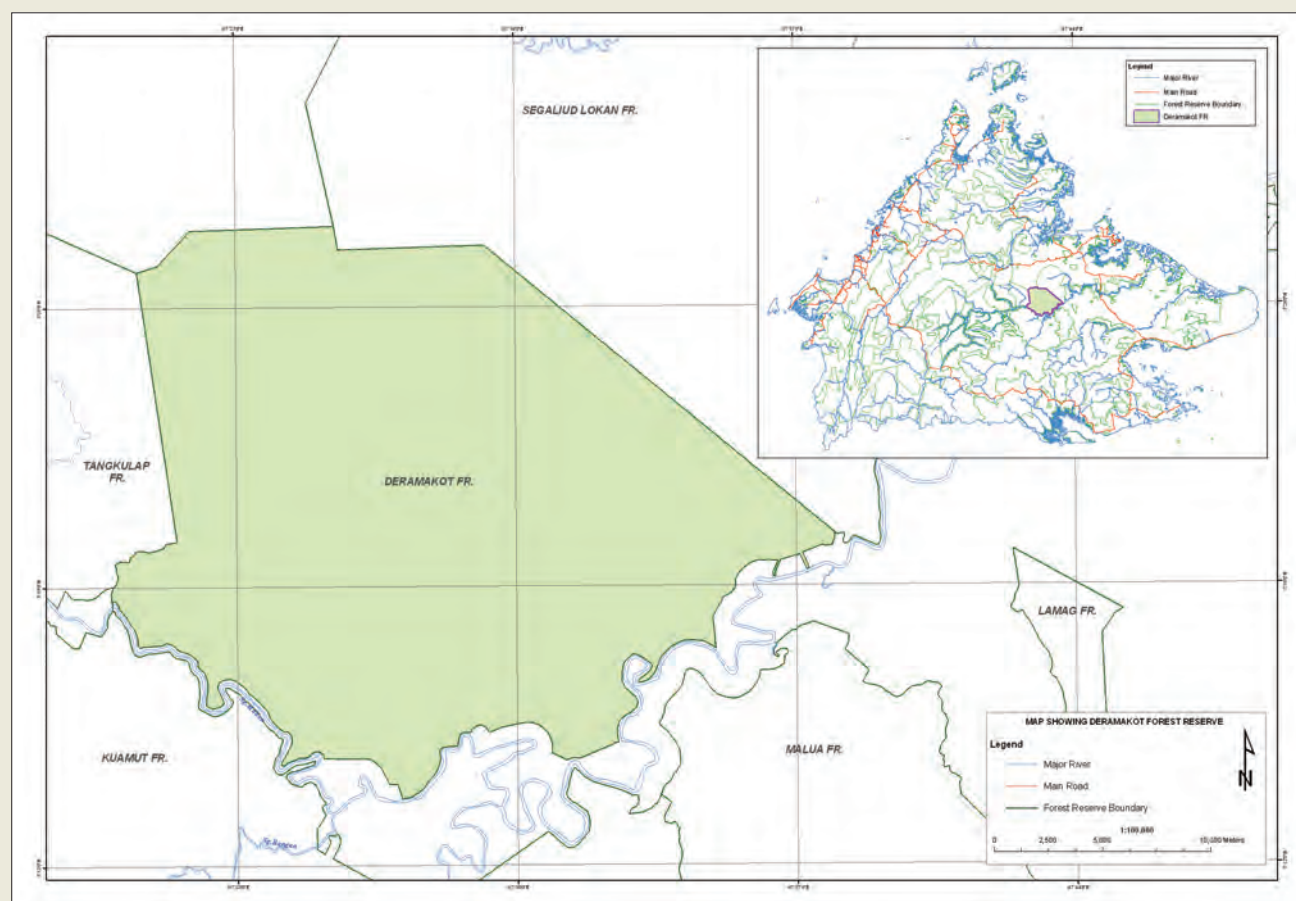 SEGALIUD LOKAN FR.
Legend
Major River
Main Road
Forest Reserve Boundary
Deramakot FR
TANGKULAP
FR.
DERAMAKOT FR.
LAMAG FR.
KUAMUT FR.
MALUA FR.
MAP SHOWING DERAMAKOT FOREST RESERVE
Legend
Major River
Main Road
Forest Reserve Boundary
N
0 2,500 5,000 10,000 Meters